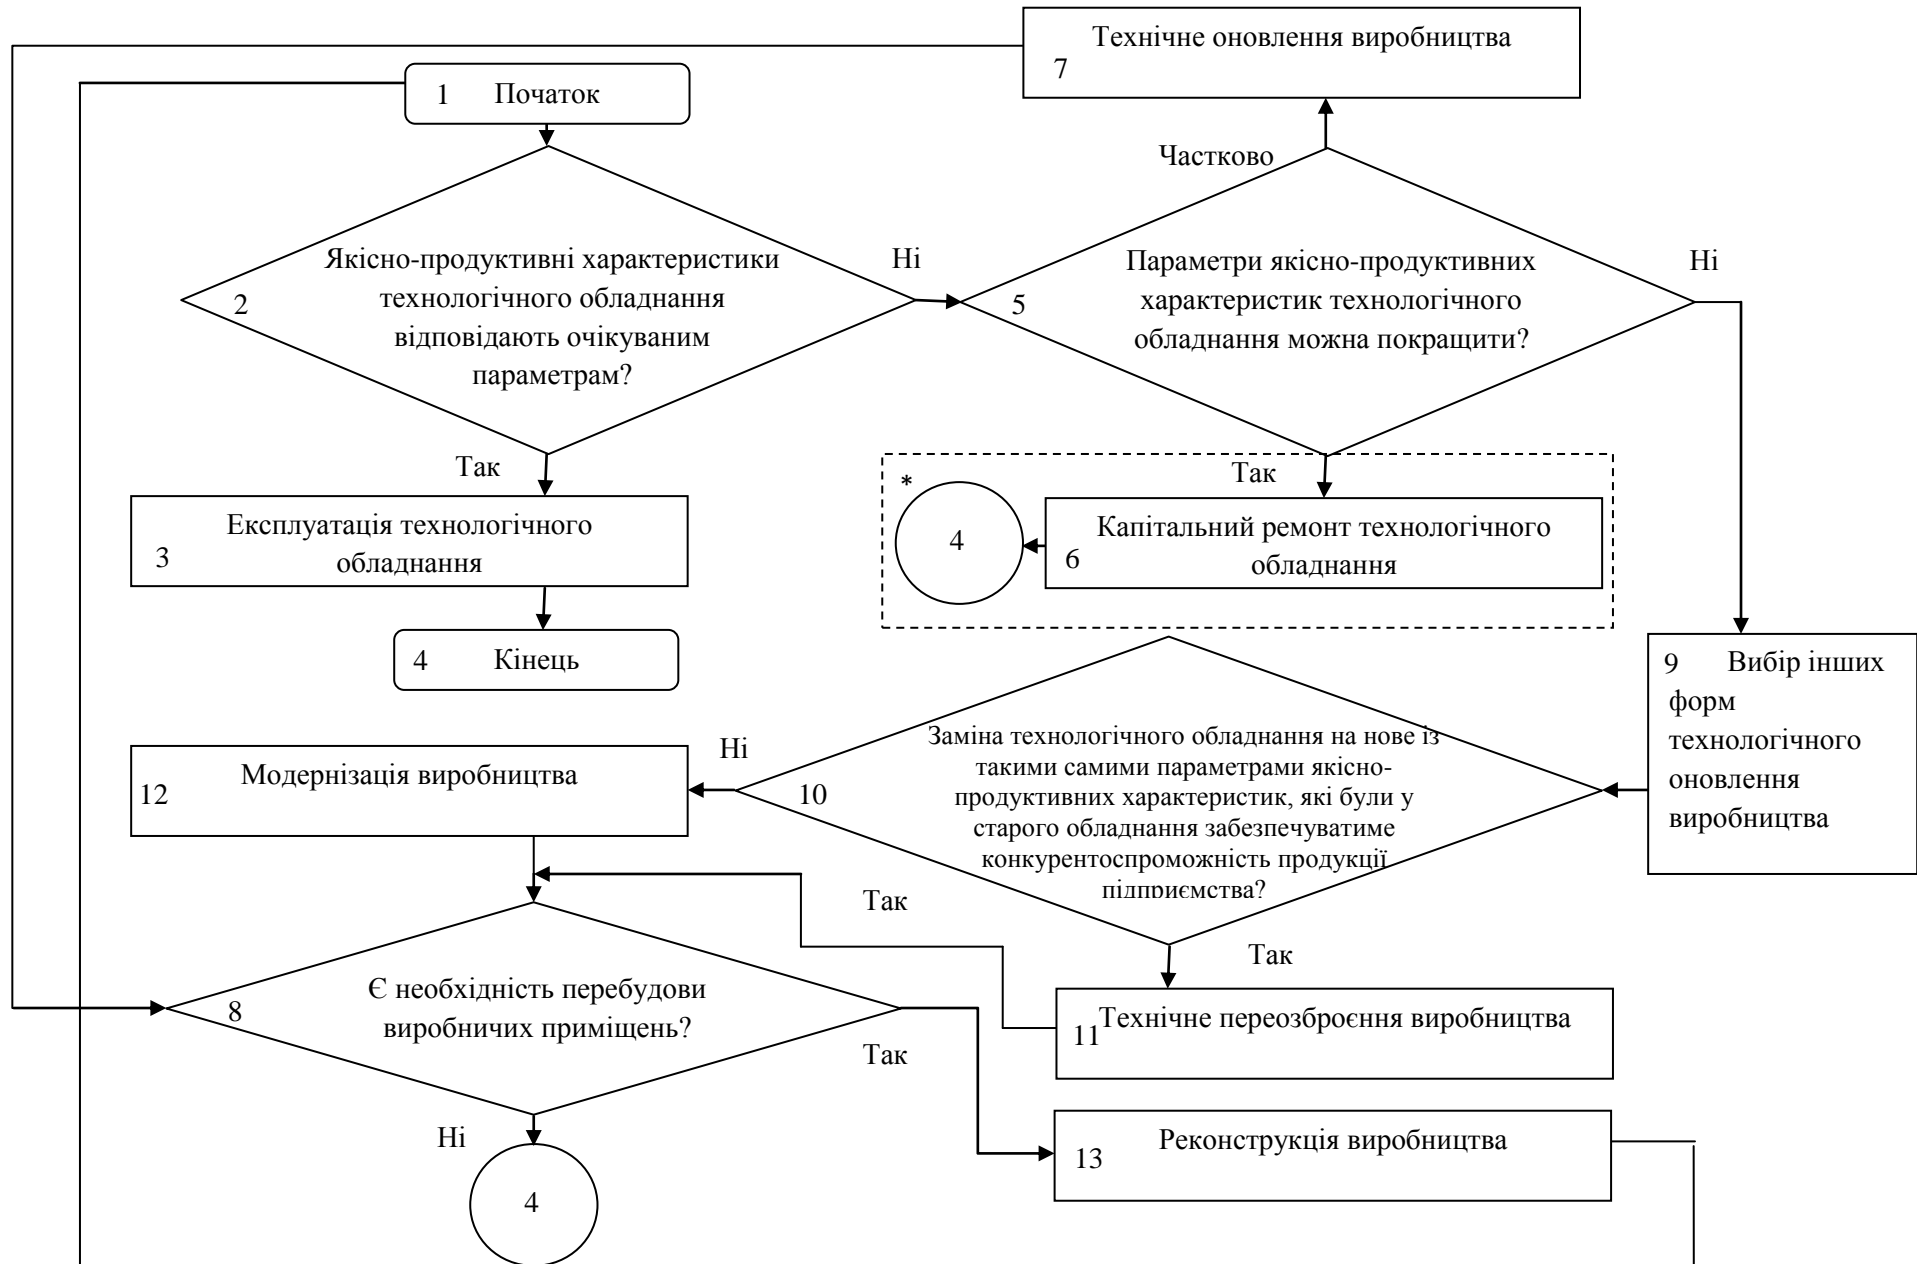 Технічне оновлення виробництва
7
1 Початок
Частково
Якісно-продуктивні характеристики
технологічного обладнання
відповідають очікуваним
параметрам?
2
Ні
Параметри якісно-продуктивних
характеристик технологічного
обладнання можна покращити?
5
Ні
Так
Експлуатація технологічного
обладнання
3
4 Кінець
*
Так
4
Капітальний ремонт технологічного
обладнання
6
9 Вибір інших
форм
технологічного
оновлення
виробництва
Заміна технологічного обладнання на нове із
такими самими параметрами якісно-
продуктивних характеристик, які були у
старого обладнання забезпечуватиме
конкурентоспроможність продукції
підприємства?
10
Ні
Модернізація виробництва
12
Так
Так
Є необхідність перебудови
виробничих приміщень?
8
Так
Технічне переозброєння виробництва
11
Ні
4
Реконструкція виробництва
13